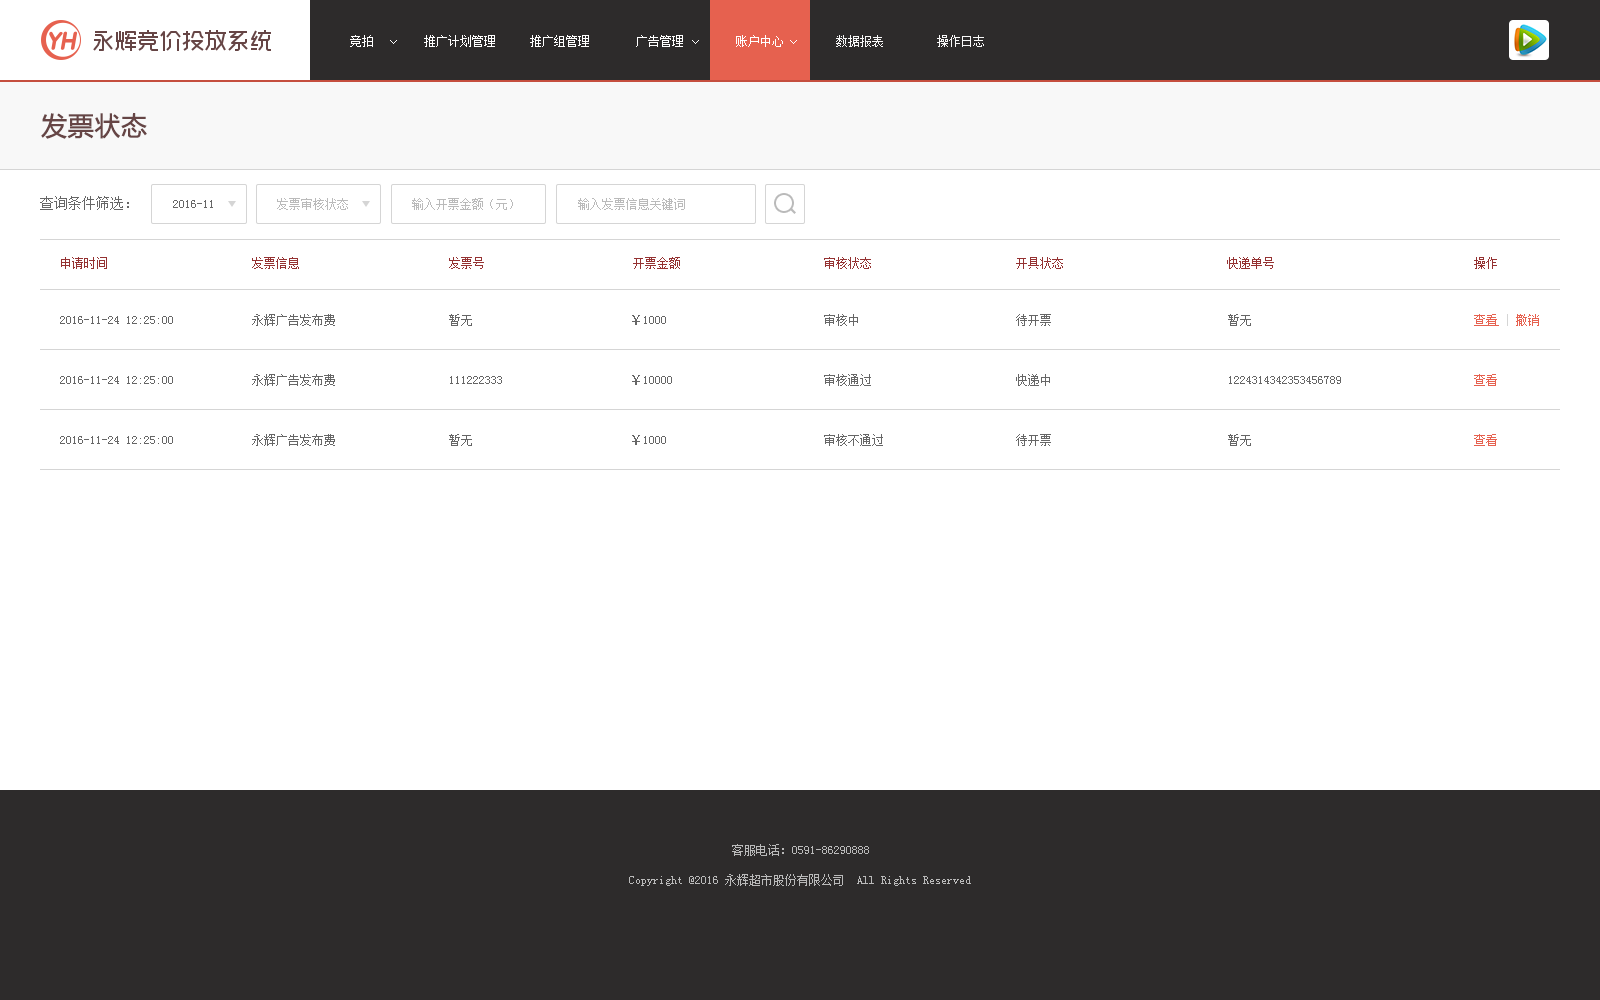 YH 永辉竞价投放系统 竞拍 推广计划管理 推广组管理 广告管理 账户中心 数据报表 操作日志
发票状态
查询条件筛选： 2016-11 发票审核状态 输入开票金额（元） 输入发票信息关键词
申请时间 发票信息 发票号 开票金额 审核状态 开具状态 快递单号 操作
2016-11-24 12:25:00 永辉广告发布费 暂无 ￥1000 审核中 待开票 暂无 查看 | 撤销
2016-11-24 12:25:00 永辉广告发布费 111222333 ￥10000 审核通过 快递中 1224314342353456789 查看
2016-11-24 12:25:00 永辉广告发布费 暂无 ￥1000 审核不通过 待开票 暂无 查看
客服电话：0591-86290888
Copyright @2016 永辉超市股份有限公司 All Rights Reserved